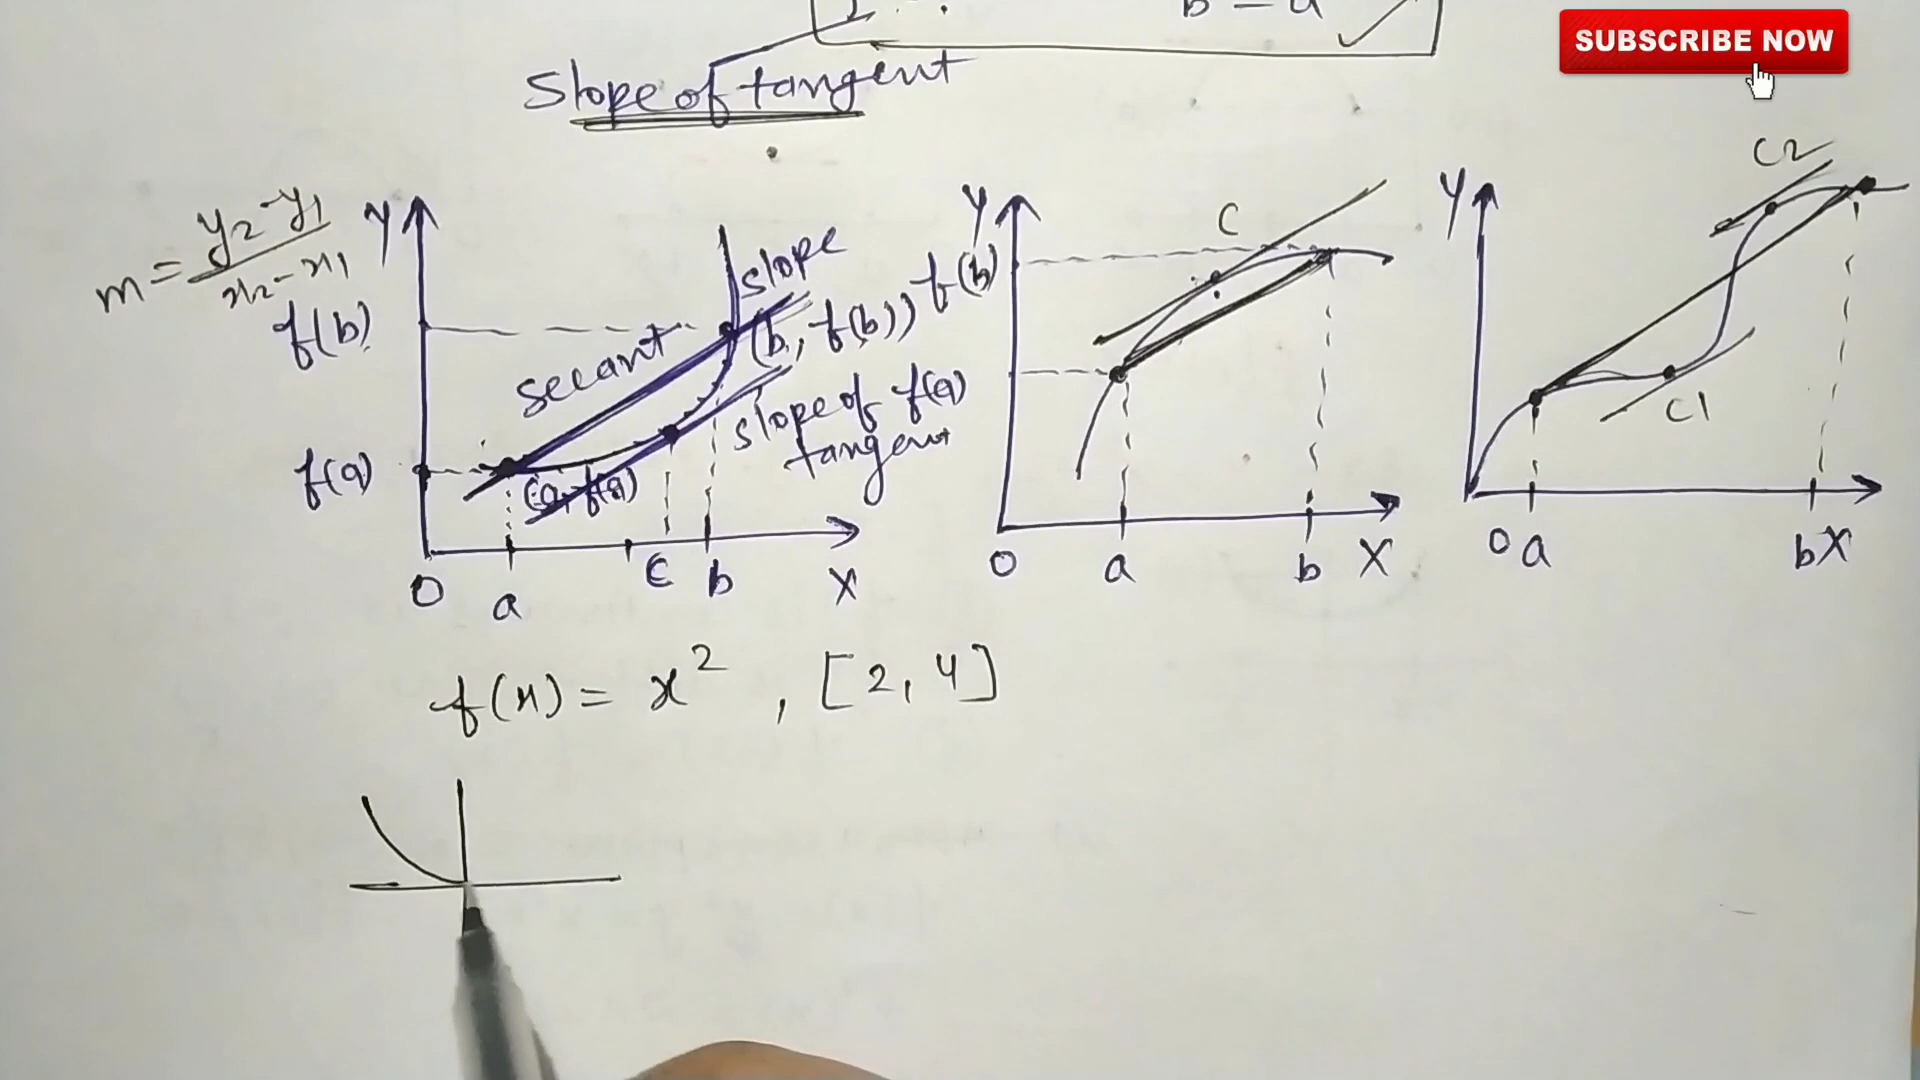 b - a
SUBSCRIBE NOW
Slope of tangent
m = y2 - y1 / x2 - x1
Y
f(b)
f(a)
secant
slope
(b, f(b))
(a, f(a))
slope of
tangent
O a c b X
Y
f(b)
f(a)
C
O a b X
Y
C2
C1
O a b X
f(x) = x², [2, 4]